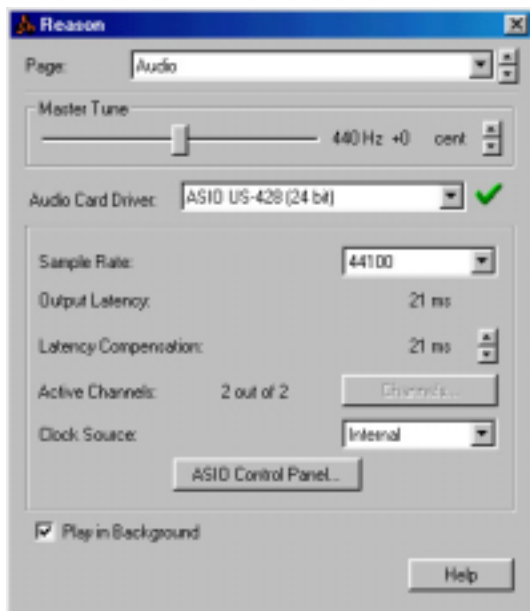 Reason
Page: Audio
Master Tune
440 Hz +0 cent
Audio Card Driver: ASIO US-428 (24 bit)
Sample Rate: 44100
Output Latency: 21 ms
Latency Compensation: 21 ms
Active Channels: 2 out of 2 Channels...
Clock Source: Internal
ASIO Control Panel...
Play in Background
Help